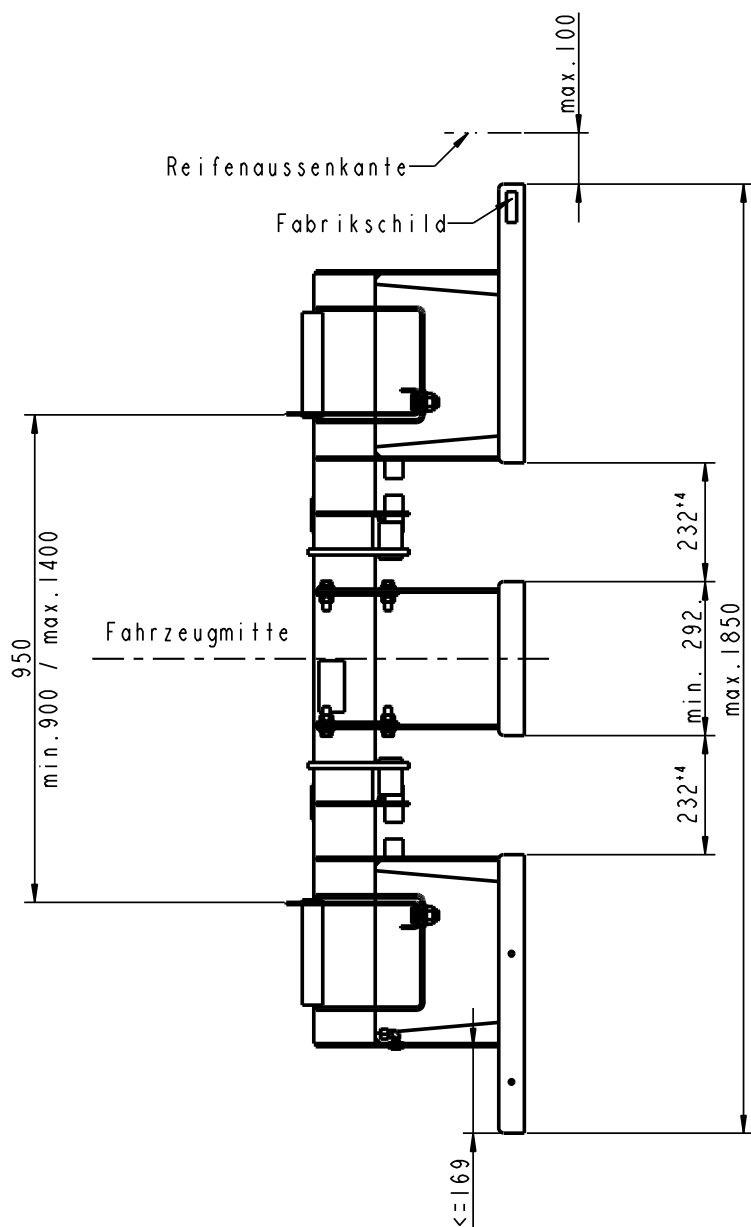 max.100
Reifenaussenkante
Fabrikschild
232+4
950
min.900 / max.1400
Fahrzeugmitte
min. 292.
max.1850
232+4
<=169